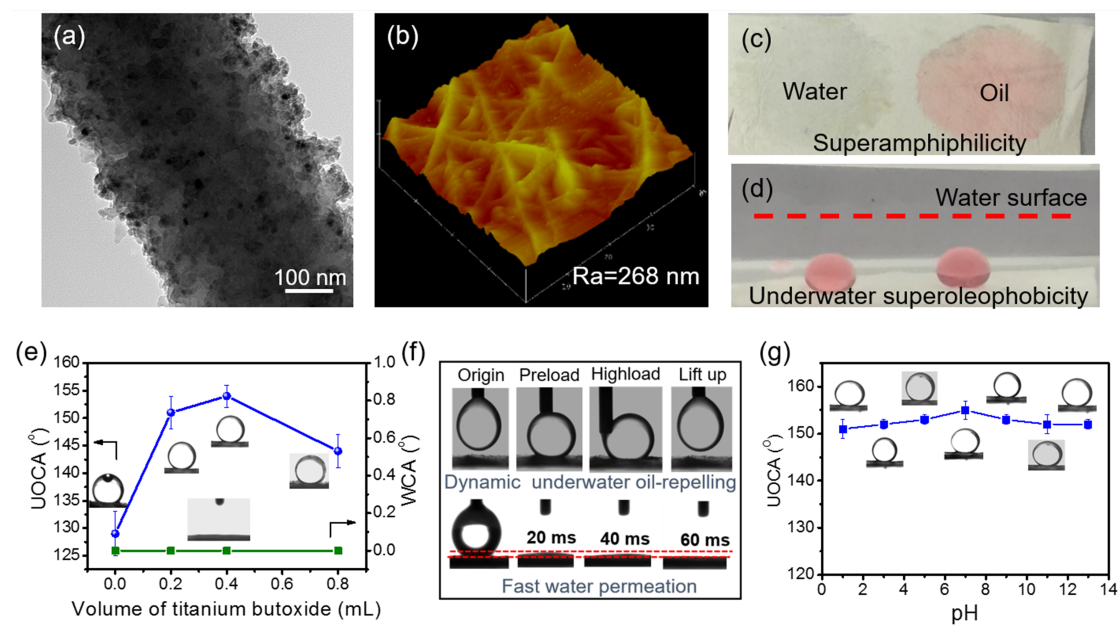 (a)
100 nm
(b)
Ra=268 nm
(c)
Water
Oil
Superamphiphilicity
(d)
Water surface
Underwater superoleophobicity
(e)
160
155
150
145
140
135
130
125
UOCA (°)
0.0 0.2 0.4 0.6 0.8
Volume of titanium butoxide (mL)
1.0
0.8
0.6
0.4
0.2
0.0
WCA (°)
(f)
Origin Preload Highload Lift up
Dynamic underwater oil-repelling
20 ms 40 ms 60 ms
Fast water permeation
(g)
160
150
140
130
120
UOCA (°)
0 2 4 6 8 10 12 14
pH